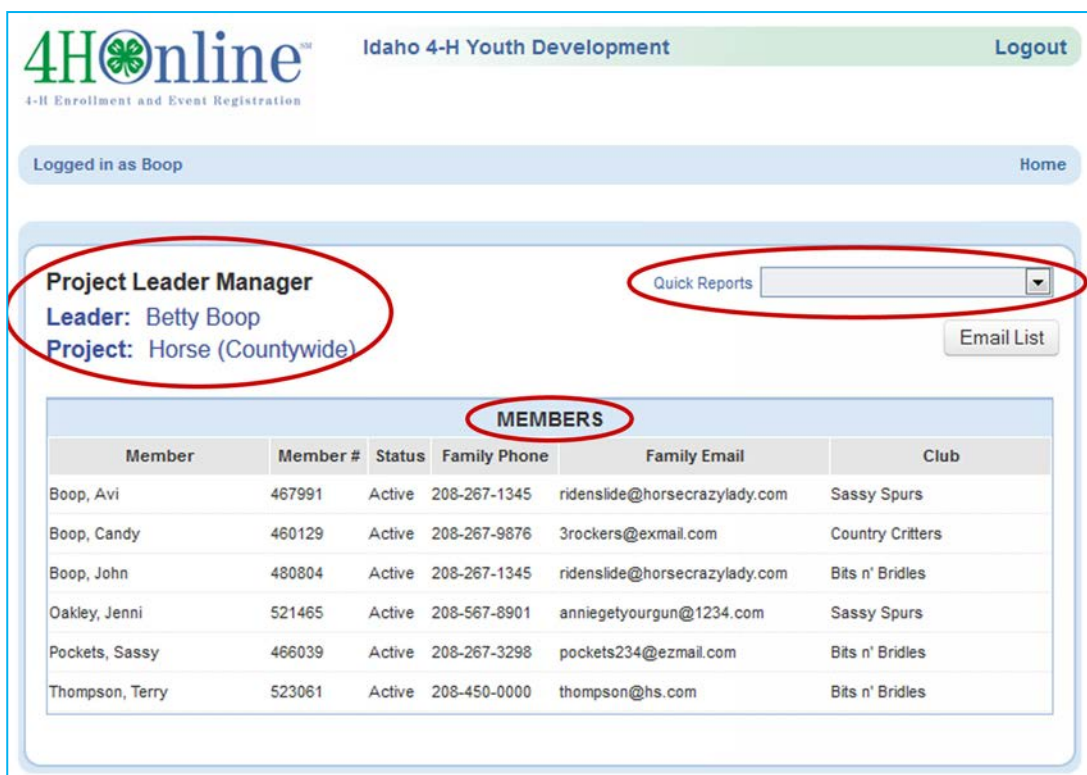 4HOnline℠
4-H Enrollment and Event Registration
Idaho 4-H Youth Development Logout
Logged in as Boop Home
Project Leader Manager
Leader: Betty Boop
Project: Horse (Countywide)
Quick Reports
Email List
MEMBERS
Member Member # Status Family Phone Family Email Club
Boop, Avi 467991 Active 208-267-1345 ridenslide@horsecrazylady.com Sassy Spurs
Boop, Candy 460129 Active 208-267-9876 3rockers@exmail.com Country Critters
Boop, John 480804 Active 208-267-1345 ridenslide@horsecrazylady.com Bits n' Bridles
Oakley, Jenni 521465 Active 208-567-8901 anniegetyourgun@1234.com Sassy Spurs
Pockets, Sassy 466039 Active 208-267-3298 pockets234@ezmail.com Bits n' Bridles
Thompson, Terry 523061 Active 208-450-0000 thompson@hs.com Bits n' Bridles